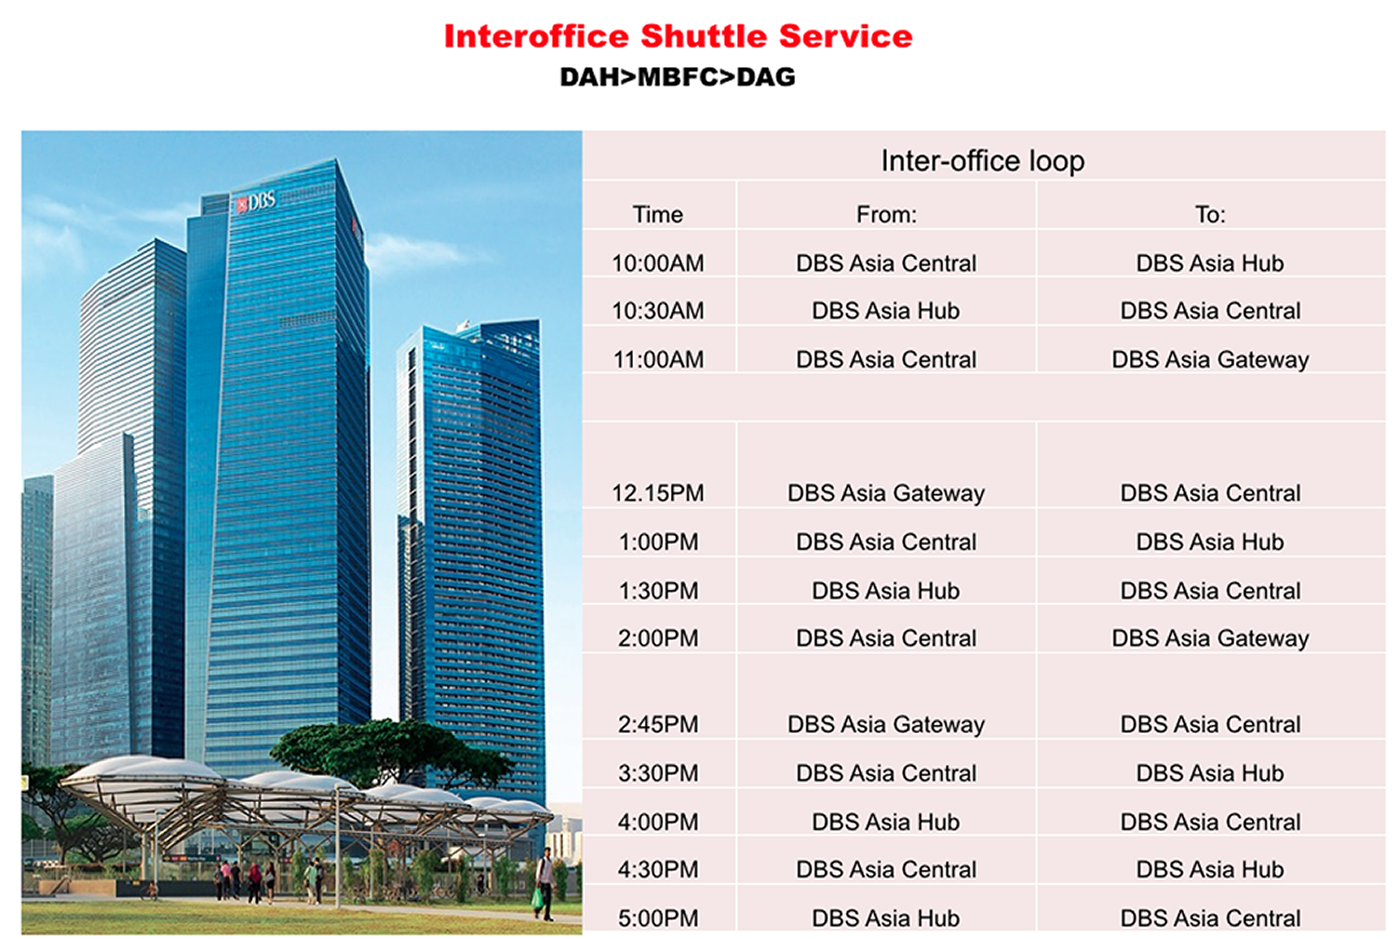 Interoffice Shuttle Service
DAH>MBFC>DAG
DBS
Inter-office loop
Time From: To:
10:00AM DBS Asia Central DBS Asia Hub
10:30AM DBS Asia Hub DBS Asia Central
11:00AM DBS Asia Central DBS Asia Gateway
12.15PM DBS Asia Gateway DBS Asia Central
1:00PM DBS Asia Central DBS Asia Hub
1:30PM DBS Asia Hub DBS Asia Central
2:00PM DBS Asia Central DBS Asia Gateway
2:45PM DBS Asia Gateway DBS Asia Central
3:30PM DBS Asia Central DBS Asia Hub
4:00PM DBS Asia Hub DBS Asia Central
4:30PM DBS Asia Central DBS Asia Hub
5:00PM DBS Asia Hub DBS Asia Central